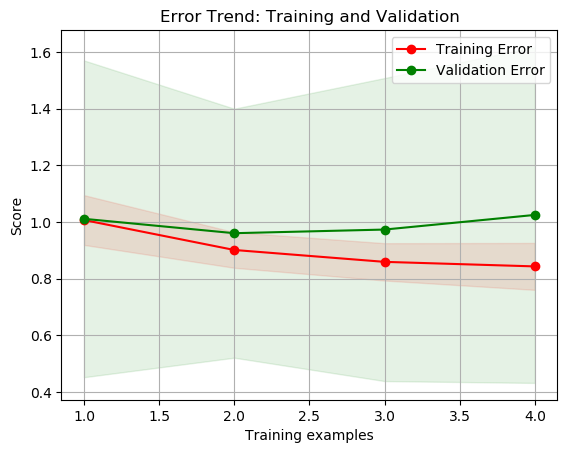 Error Trend: Training and Validation
Training Error
Validation Error
1.6
1.4
1.2
1.0
0.8
0.6
0.4
Score
1.0 1.5 2.0 2.5 3.0 3.5 4.0
Training examples